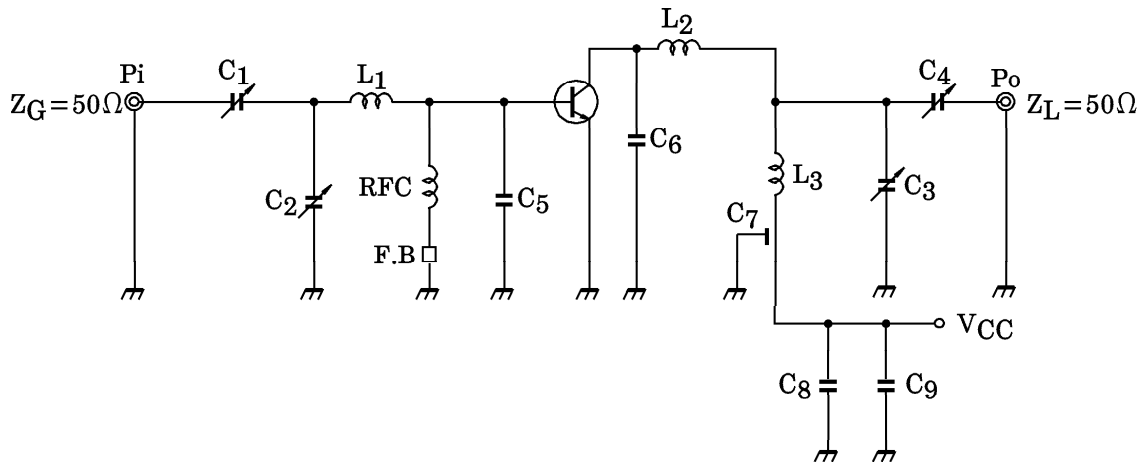 L2
Pi
C1
L1
C4
Po
ZG=50Ω
ZL=50Ω
C6
RFC
L3
C2
C5
C3
C7
F.B
VCC
C8
C9